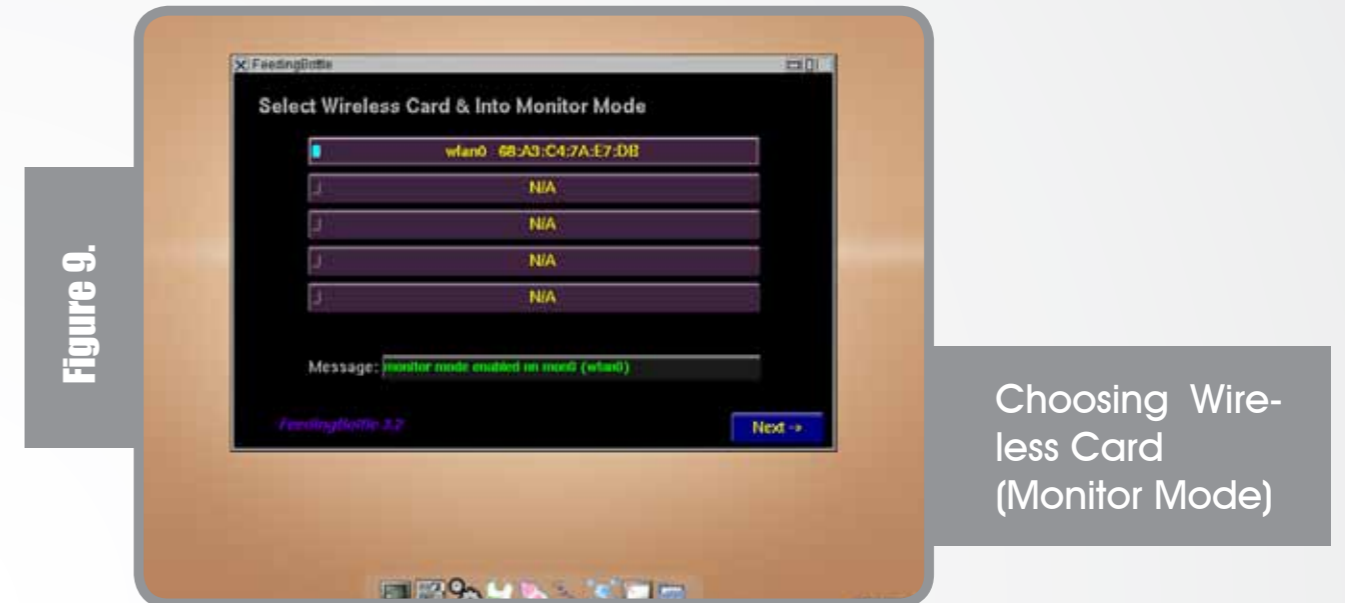 Figure 9.
FeedingBottle
Select Wireless Card & Into Monitor Mode
wlan0 68:A3:C4:7A:E7:DB
N/A
N/A
N/A
N/A
Message: monitor mode enabled on mon0 (wlan0)
FeedingBottle 3.2
Next ->
Choosing Wire-
less Card
(Monitor Mode)